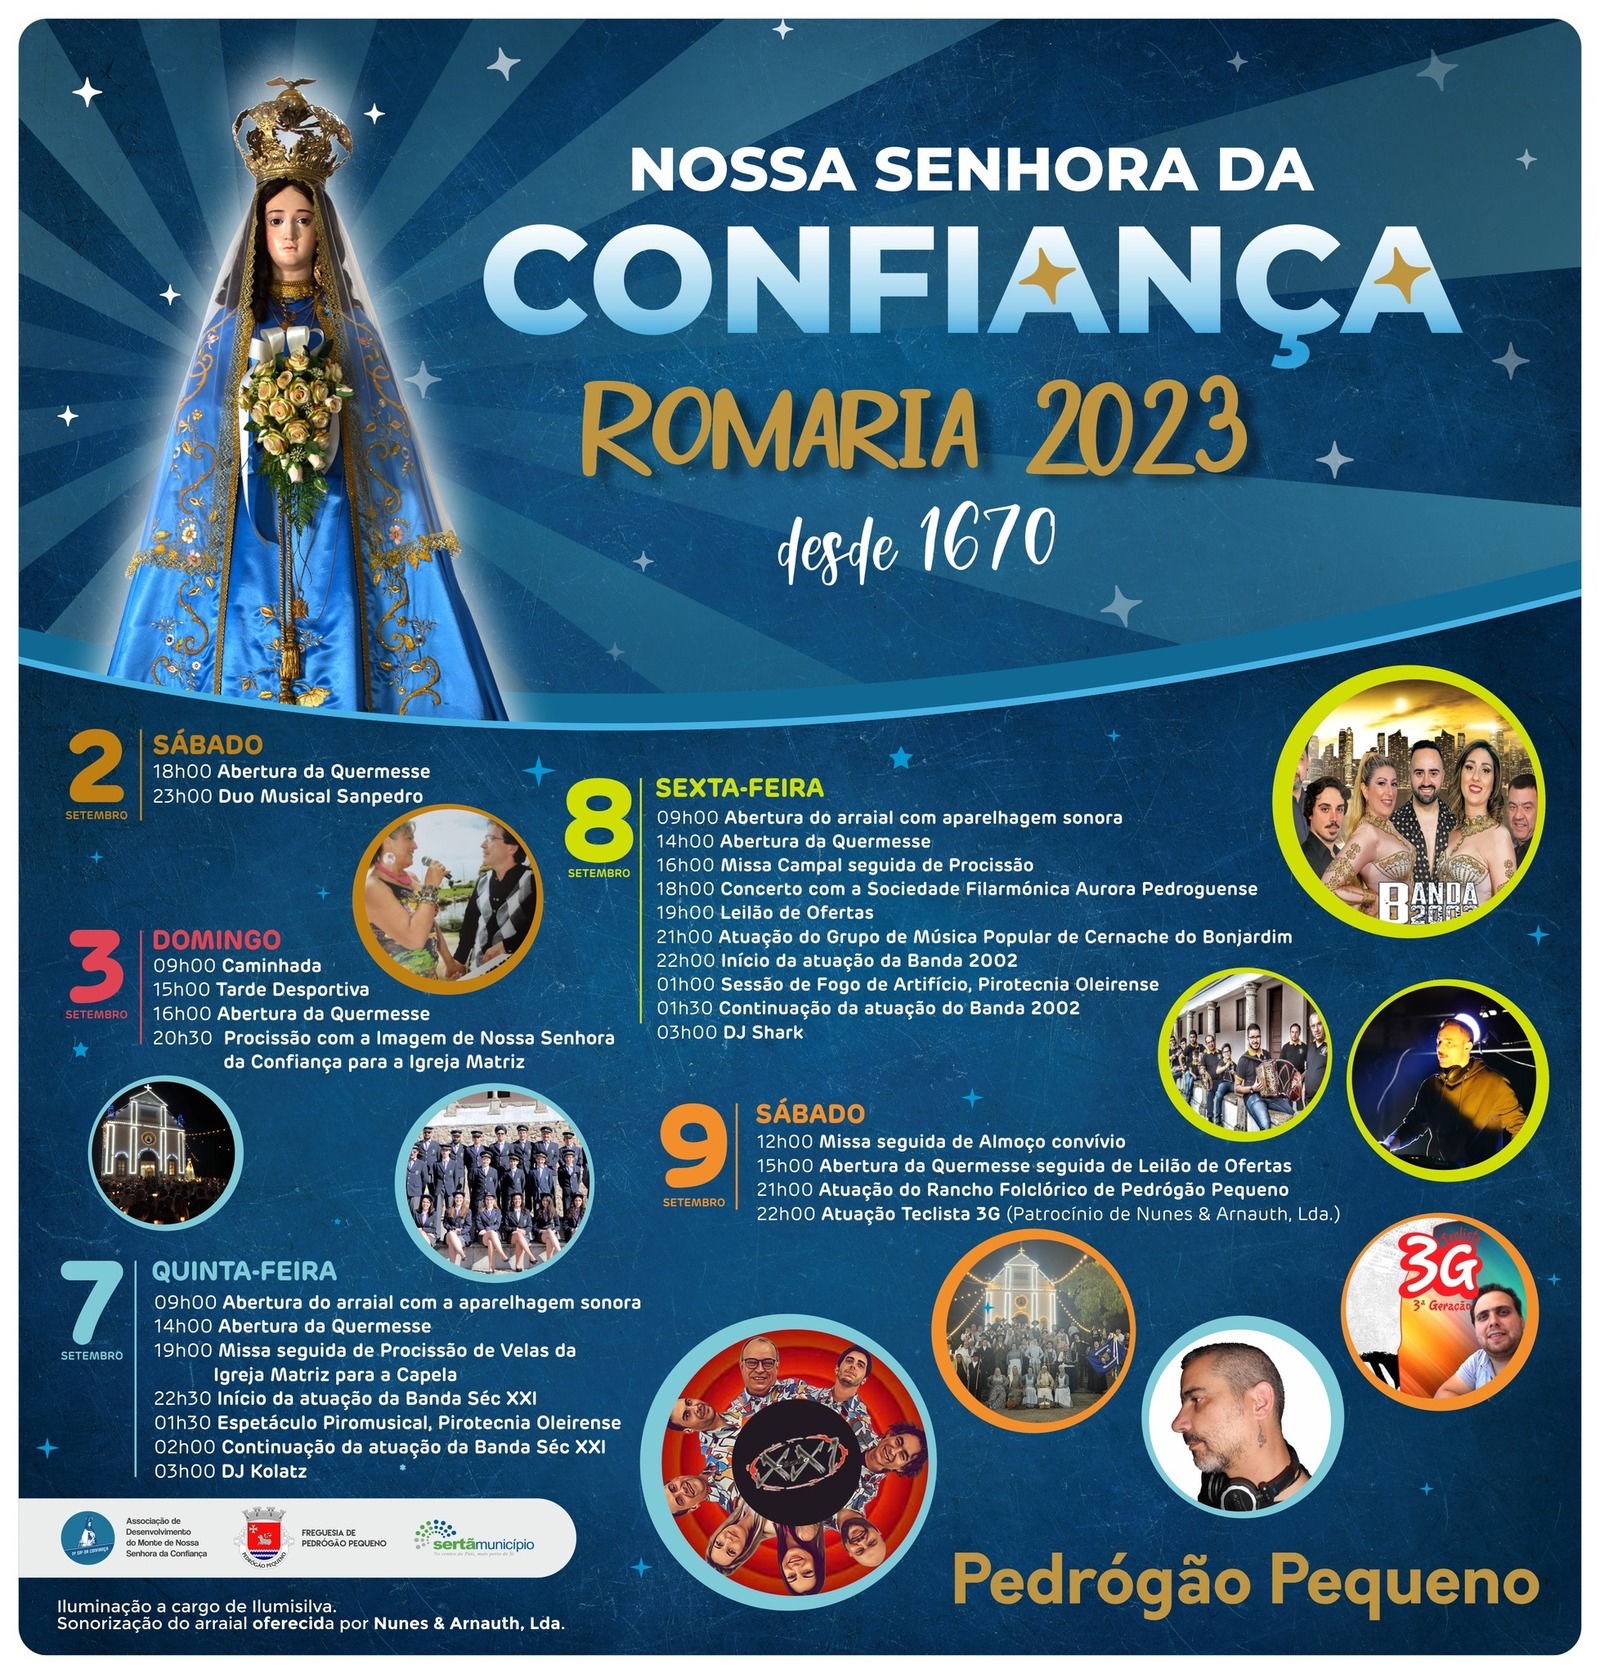 NOSSA SENHORA DA
CONFIANÇA
ROMARIA 2023
desde 1670
2
SETEMBRO
SÁBADO
18h00 Abertura da Quermesse
23h00 Duo Musical Sanpedro
3
SETEMBRO
DOMINGO
09h00 Caminhada
15h00 Tarde Desportiva
16h00 Abertura da Quermesse
20h30 Procissão com a Imagem de Nossa Senhora
da Confiança para a Igreja Matriz
7
SETEMBRO
QUINTA-FEIRA
09h00 Abertura do arraial com a aparelhagem sonora
14h00 Abertura da Quermesse
19h00 Missa seguida de Procissão de Velas da
Igreja Matriz para a Capela
22h30 Início da atuação da Banda Séc XXI
01h30 Espetáculo Piromusical, Pirotecnia Oleirense
02h00 Continuação da atuação da Banda Séc XXI
03h00 DJ Kolatz
8
SETEMBRO
SEXTA-FEIRA
09h00 Abertura do arraial com aparelhagem sonora
14h00 Abertura da Quermesse
16h00 Missa Campal seguida de Procissão
18h00 Concerto com a Sociedade Filarmónica Aurora Pedroguense
19h00 Leilão de Ofertas
21h00 Atuação do Grupo de Música Popular de Cernache do Bonjardim
22h00 Início da atuação da Banda 2002
01h00 Sessão de Fogo de Artifício, Pirotecnia Oleirense
01h30 Continuação da atuação do Banda 2002
03h00 DJ Shark
BANDA
2002
9
SETEMBRO
SÁBADO
12h00 Missa seguida de Almoço convívio
15h00 Abertura da Quermesse seguida de Leilão de Ofertas
21h00 Atuação do Rancho Folclórico de Pedrógão Pequeno
22h00 Atuação Teclista 3G (Patrocínio de Nunes & Arnauth, Lda.)
3G
3ª Geração
XXI
Associação de
Desenvolvimento
do Monte de Nossa
Senhora da Confiança
PEDRÓGÃO PEQUENO
FREGUESIA DE
PEDRÓGÃO PEQUENO
sertãmunicípio
Iluminação a cargo de Ilumisilva.
Sonorização do arraial oferecida por Nunes & Arnauth, Lda.
Pedrógão Pequeno